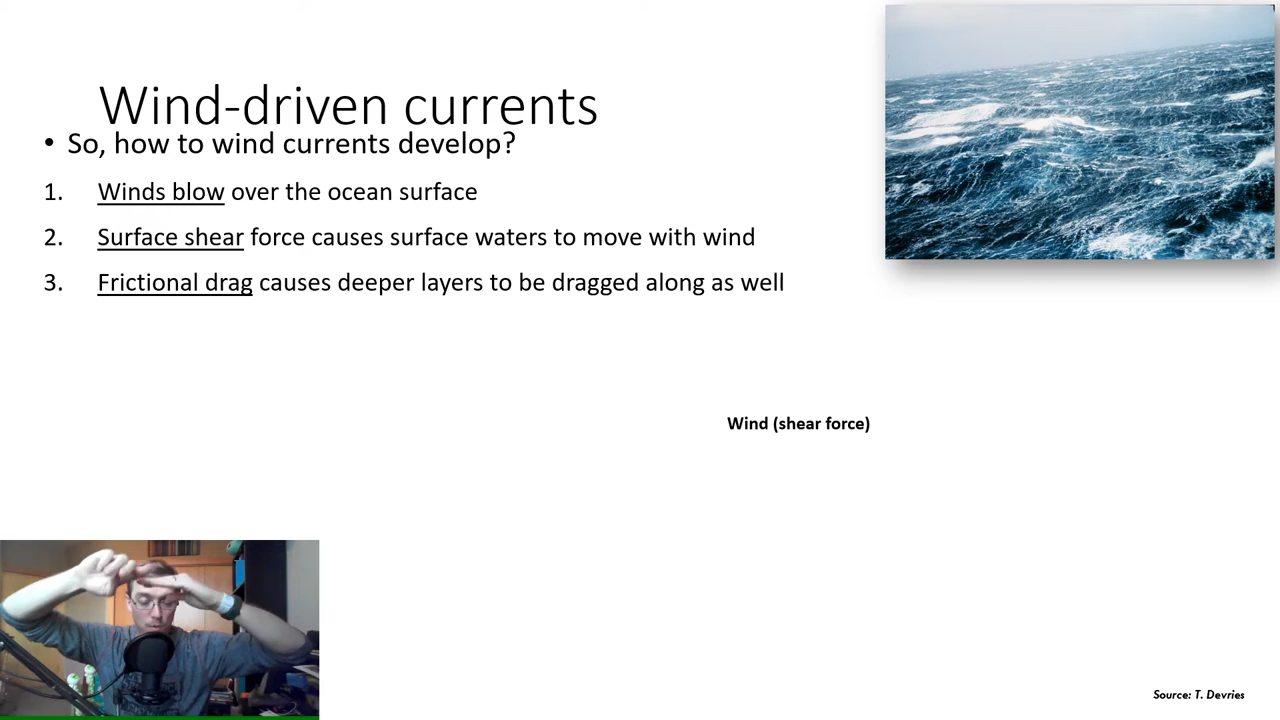 Wind-driven currents
• So, how to wind currents develop?
1. Winds blow over the ocean surface
2. Surface shear force causes surface waters to move with wind
3. Frictional drag causes deeper layers to be dragged along as well
Wind (shear force)
Source: T. Devries